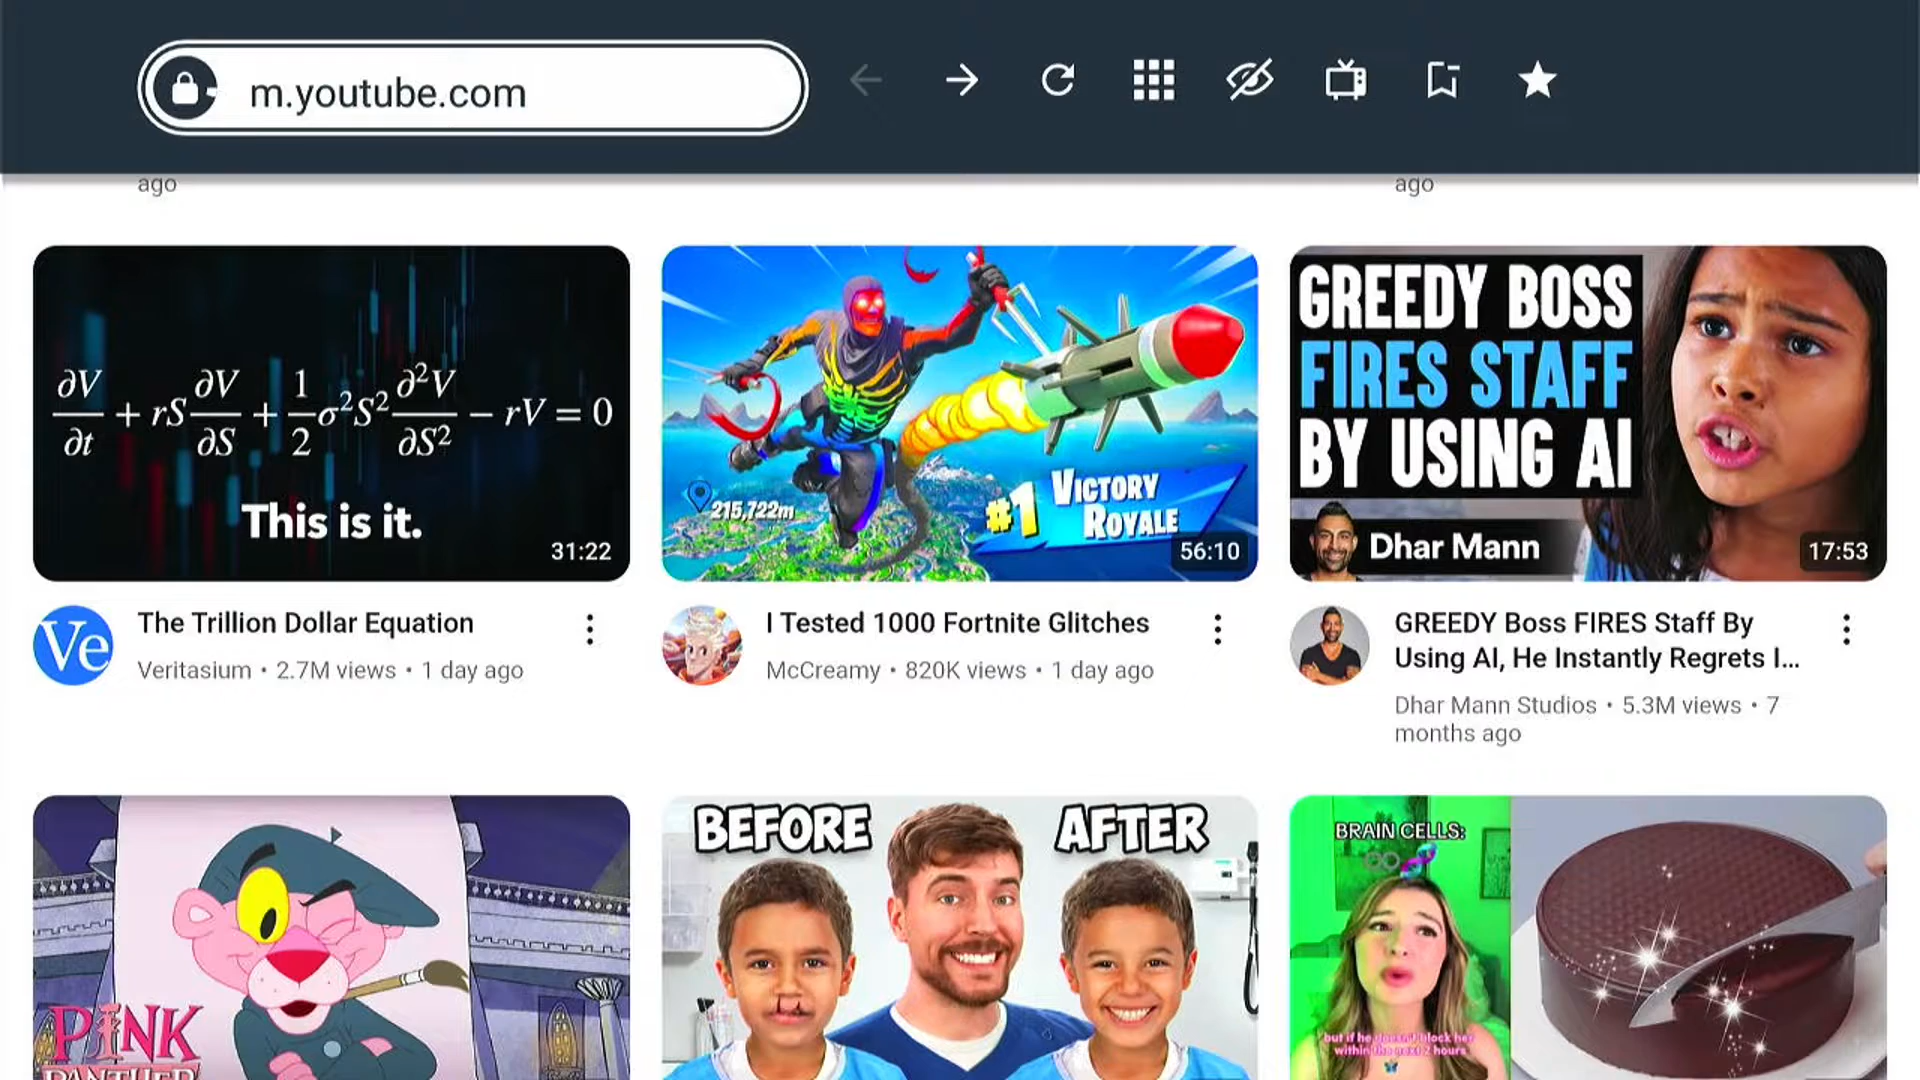 m.youtube.com
ago
ago
∂V/∂t + rS ∂V/∂S + 1/2 σ²S² ∂²V/∂S² − rV = 0
This is it.
31:22
215,722m
#1 VICTORY ROYALE
56:10
GREEDY BOSS
FIRES STAFF
BY USING AI
Dhar Mann
17:53
Ve
The Trillion Dollar Equation
Veritasium • 2.7M views • 1 day ago
I Tested 1000 Fortnite Glitches
McCreamy • 820K views • 1 day ago
GREEDY Boss FIRES Staff By
Using AI, He Instantly Regrets I...
Dhar Mann Studios • 5.3M views • 7
months ago
PINK
PANTHER
BEFORE
AFTER
BRAIN CELLS:
but if he doesn't block her
within the next 2 hours